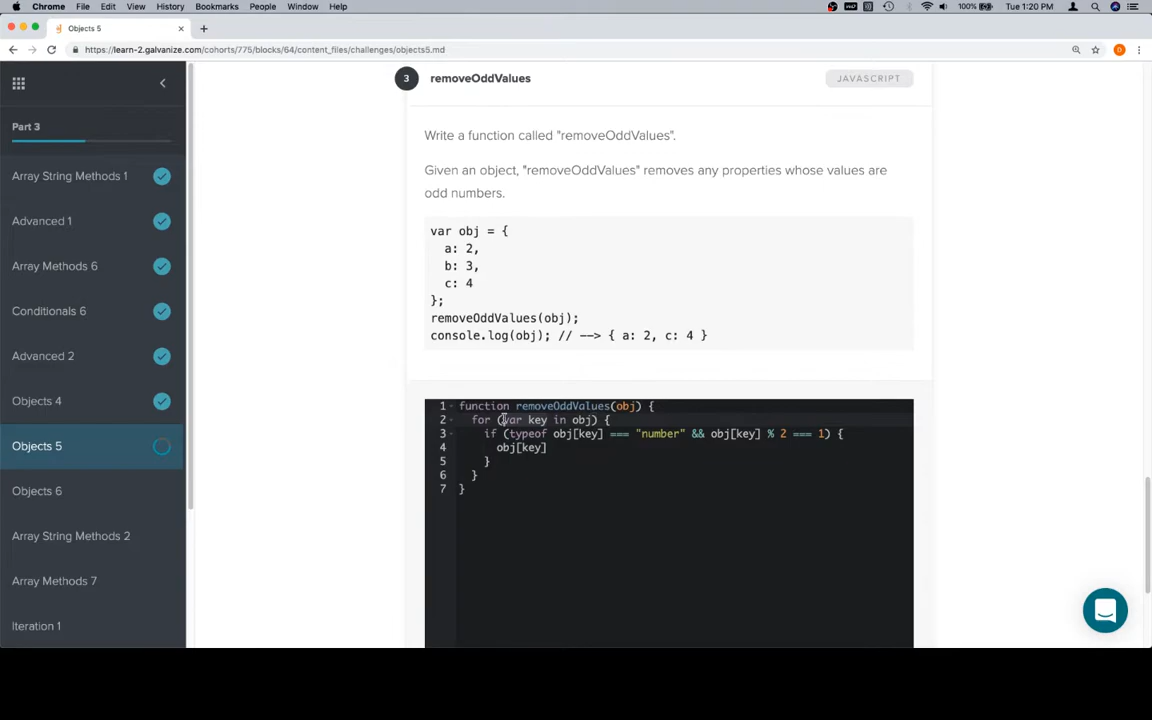 Chrome File Edit View History Bookmarks People Window Help
100% Tue 1:20 PM
Objects 5
https://learn-2.galvanize.com/cohorts/775/blocks/64/content_files/challenges/objects5.md
D
Part 3
Array String Methods 1
Advanced 1
Array Methods 6
Conditionals 6
Advanced 2
Objects 4
Objects 5
Objects 6
Array String Methods 2
Array Methods 7
Iteration 1
3 removeOddValues JAVASCRIPT
Write a function called "removeOddValues".
Given an object, "removeOddValues" removes any properties whose values are
odd numbers.
var obj = {
a: 2,
b: 3,
c: 4
};
removeOddValues(obj);
console.log(obj); // --> { a: 2, c: 4 }
1 function removeOddValues(obj) {
2 for (var key in obj) {
3 if (typeof obj[key] === "number" && obj[key] % 2 === 1) {
4 obj[key]
5 }
6 }
7 }